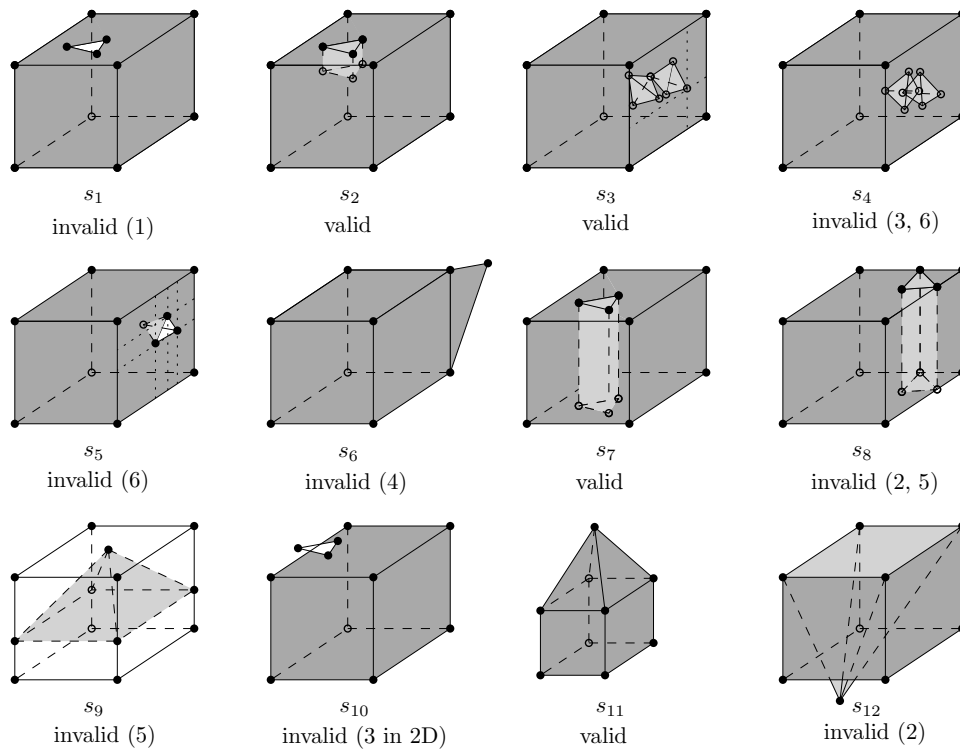 s₁
invalid (1)
s₂
valid
s₃
valid
s₄
invalid (3, 6)
s₅
invalid (6)
s₆
invalid (4)
s₇
valid
s₈
invalid (2, 5)
s₉
invalid (5)
s₁₀
invalid (3 in 2D)
s₁₁
valid
s₁₂
invalid (2)